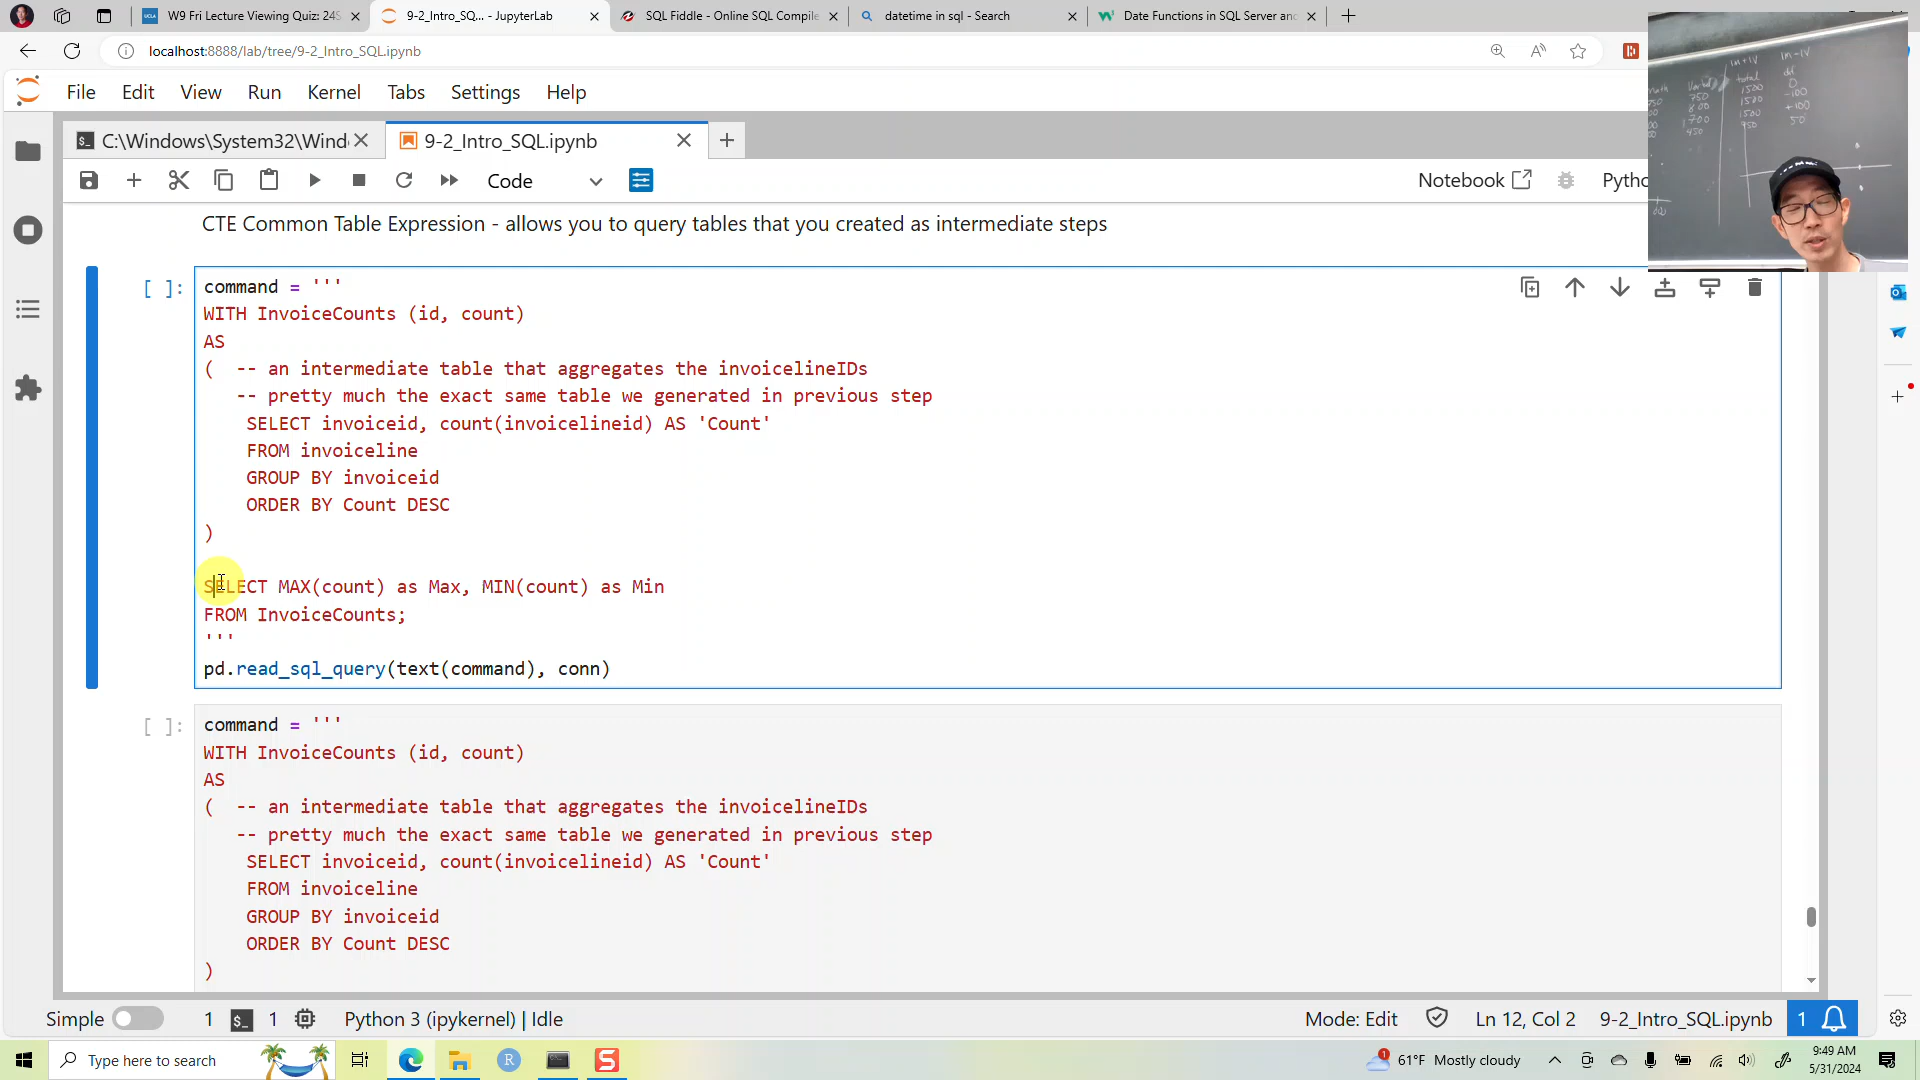 W9 Fri Lecture Viewing Quiz: 24S
9-2_Intro_SQ... - JupyterLab
SQL Fiddle - Online SQL Compile
datetime in sql - Search
Date Functions in SQL Server and
localhost:8888/lab/tree/9-2_Intro_SQL.ipynb
File Edit View Run Kernel Tabs Settings Help
C:\Windows\System32\Wind
9-2_Intro_SQL.ipynb
Code
Notebook
CTE Common Table Expression - allows you to query tables that you created as intermediate steps
[ ]: command = '''
WITH InvoiceCounts (id, count)
AS
( -- an intermediate table that aggregates the invoicelineIDs
-- pretty much the exact same table we generated in previous step
SELECT invoiceid, count(invoicelineid) AS 'Count'
FROM invoiceline
GROUP BY invoiceid
ORDER BY Count DESC
)
SELECT MAX(count) as Max, MIN(count) as Min
FROM InvoiceCounts;
'''
pd.read_sql_query(text(command), conn)
[ ]: command = '''
WITH InvoiceCounts (id, count)
AS
( -- an intermediate table that aggregates the invoicelineIDs
-- pretty much the exact same table we generated in previous step
SELECT invoiceid, count(invoicelineid) AS 'Count'
FROM invoiceline
GROUP BY invoiceid
ORDER BY Count DESC
)
Simple 1 1 Python 3 (ipykernel) | Idle Mode: Edit Ln 12, Col 2 9-2_Intro_SQL.ipynb 1
Type here to search
61°F Mostly cloudy
9:49 AM
5/31/2024